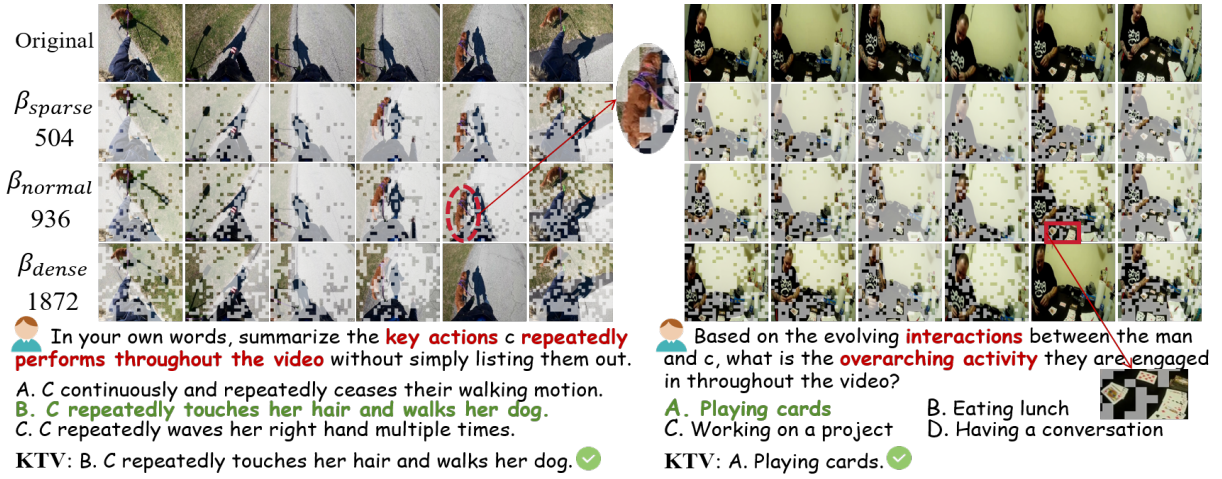 Original
β_sparse
504
β_normal
936
β_dense
1872
In your own words, summarize the key actions c repeatedly
performs throughout the video without simply listing them out.
A. C continuously and repeatedly ceases their walking motion.
B. C repeatedly touches her hair and walks her dog.
C. C repeatedly waves her right hand multiple times.
KTV: B. C repeatedly touches her hair and walks her dog.
Based on the evolving interactions between the man
and c, what is the overarching activity they are engaged
in throughout the video?
A. Playing cards
B. Eating lunch
C. Working on a project
D. Having a conversation
KTV: A. Playing cards.